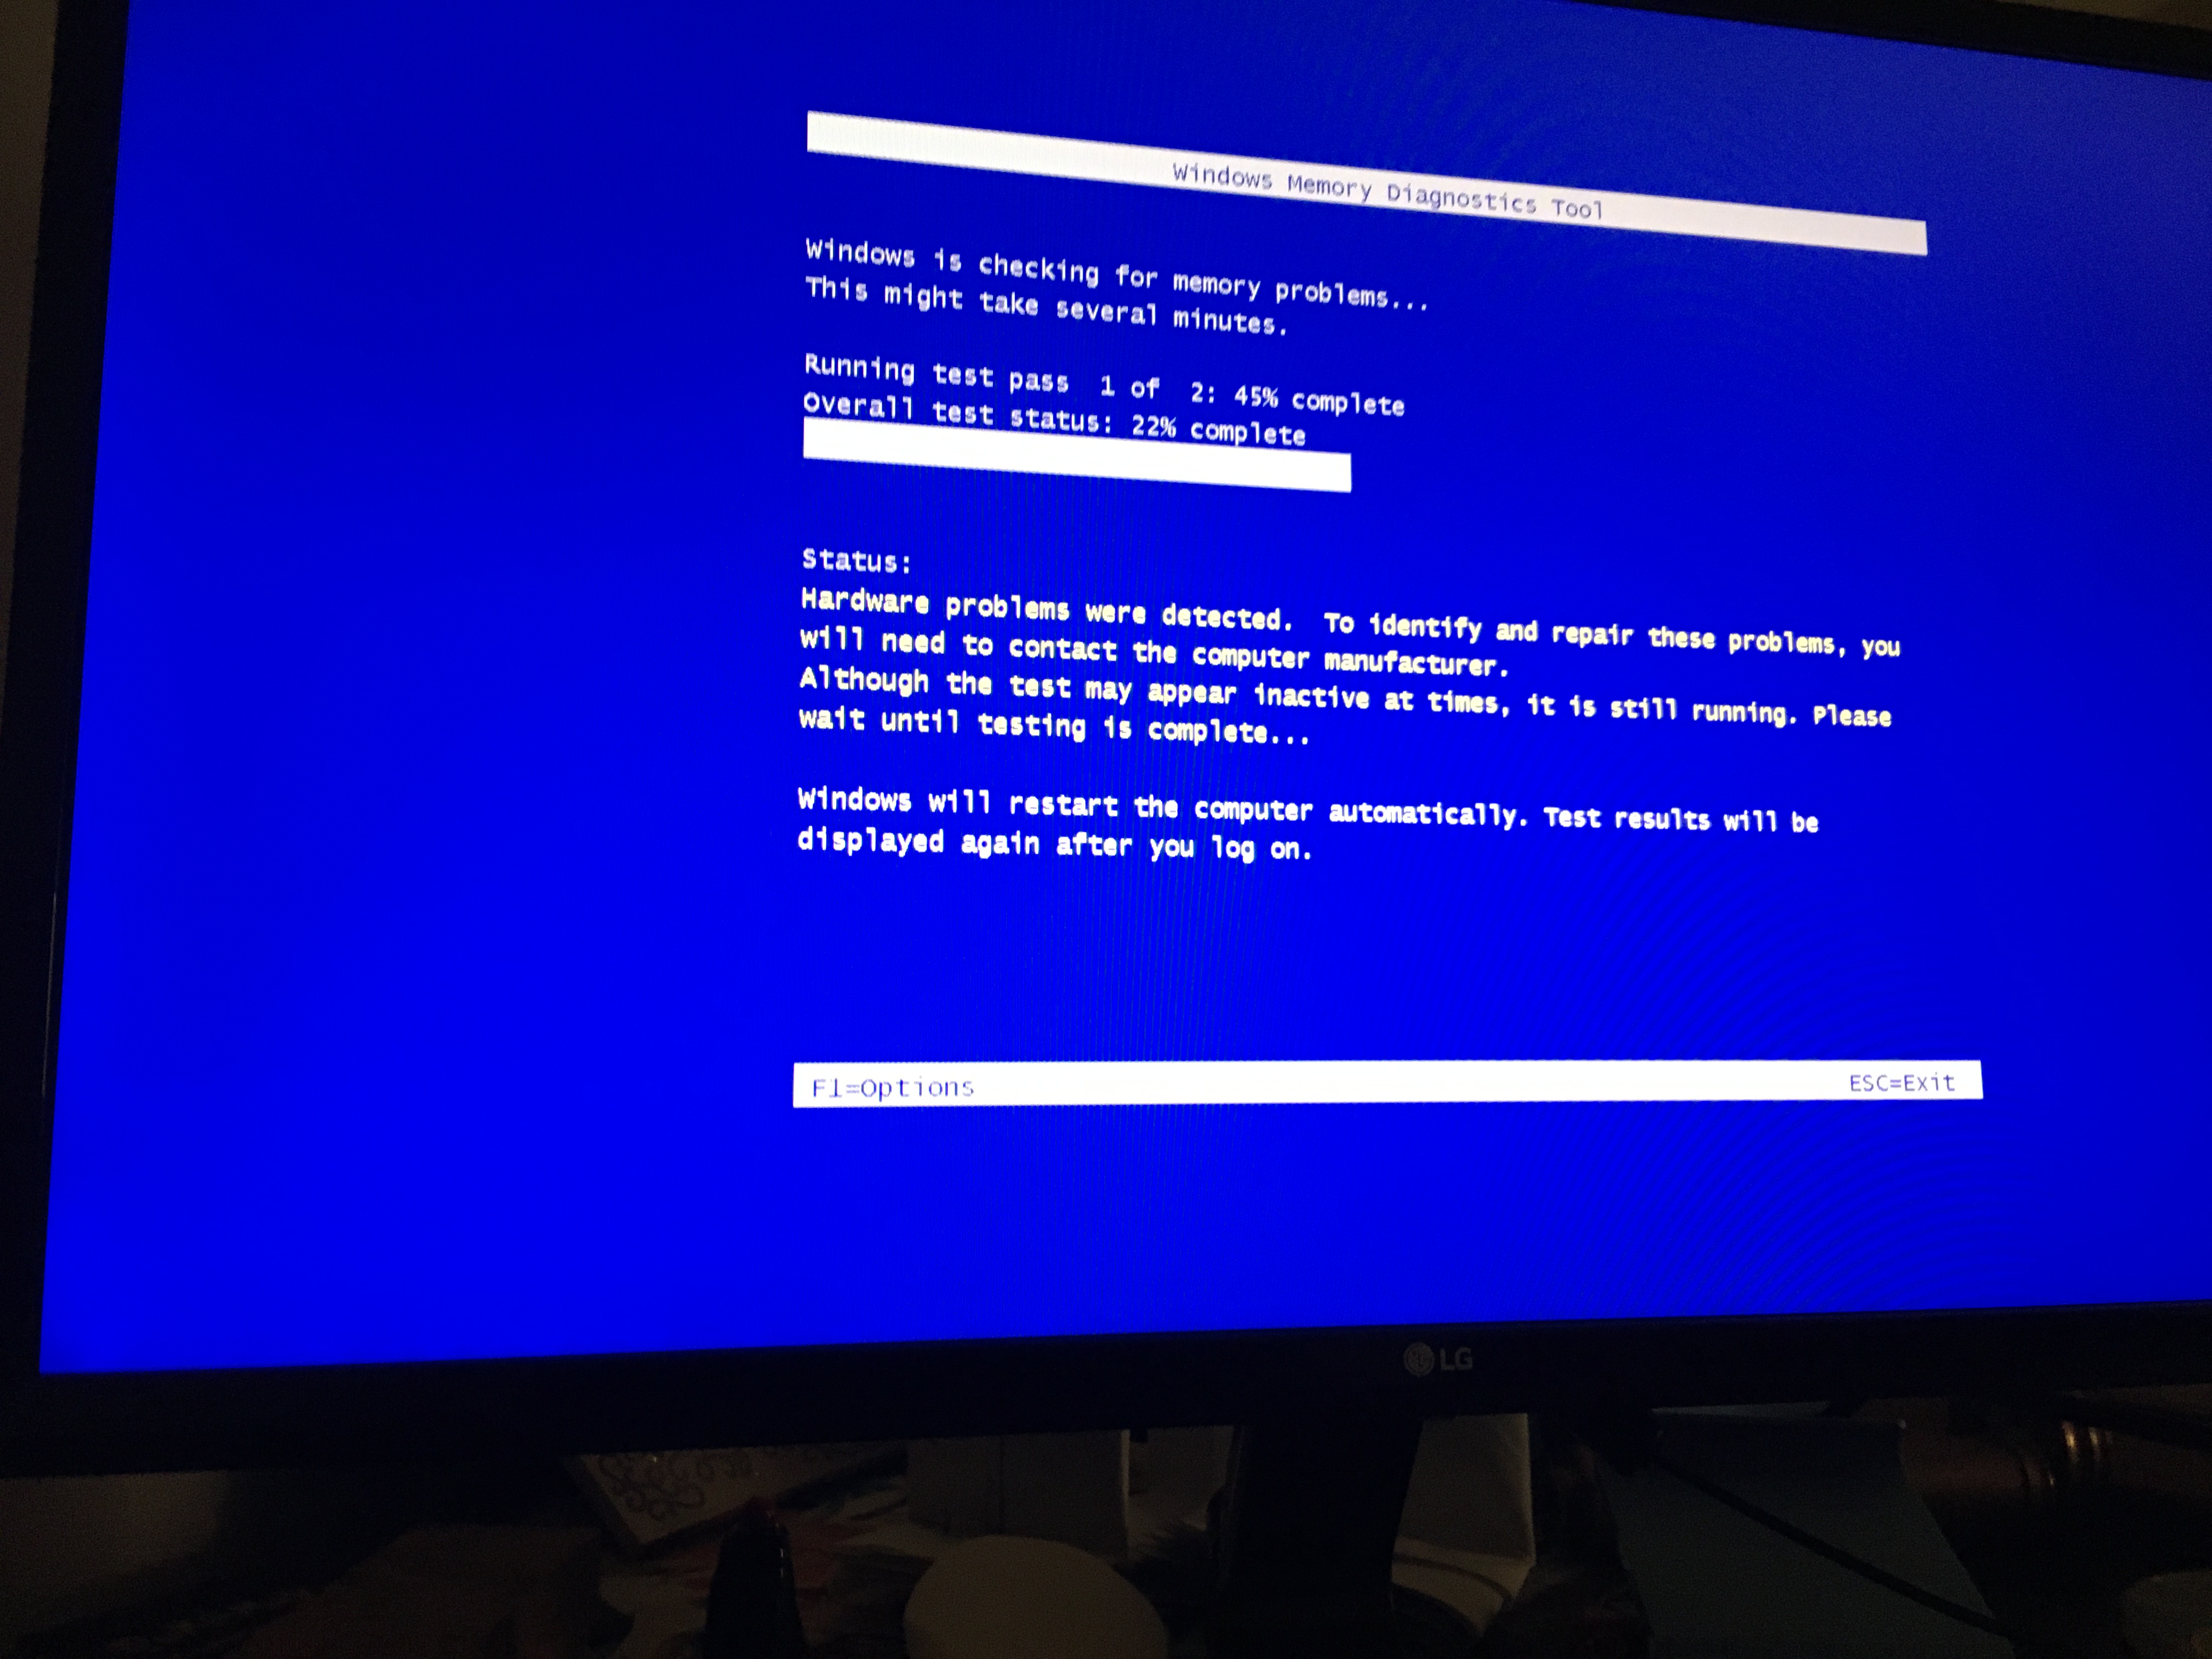 Windows Memory Diagnostics Tool
Windows is checking for memory problems...
This might take several minutes.
Running test pass  1 of  2: 45% complete
Overall test status: 22% complete
Status:
Hardware problems were detected.  To identify and repair these problems, you
will need to contact the computer manufacturer.
Although the test may appear inactive at times, it is still running. Please
wait until testing is complete...
Windows will restart the computer automatically. Test results will be
displayed again after you log on.
F1=Options ESC=Exit
LG